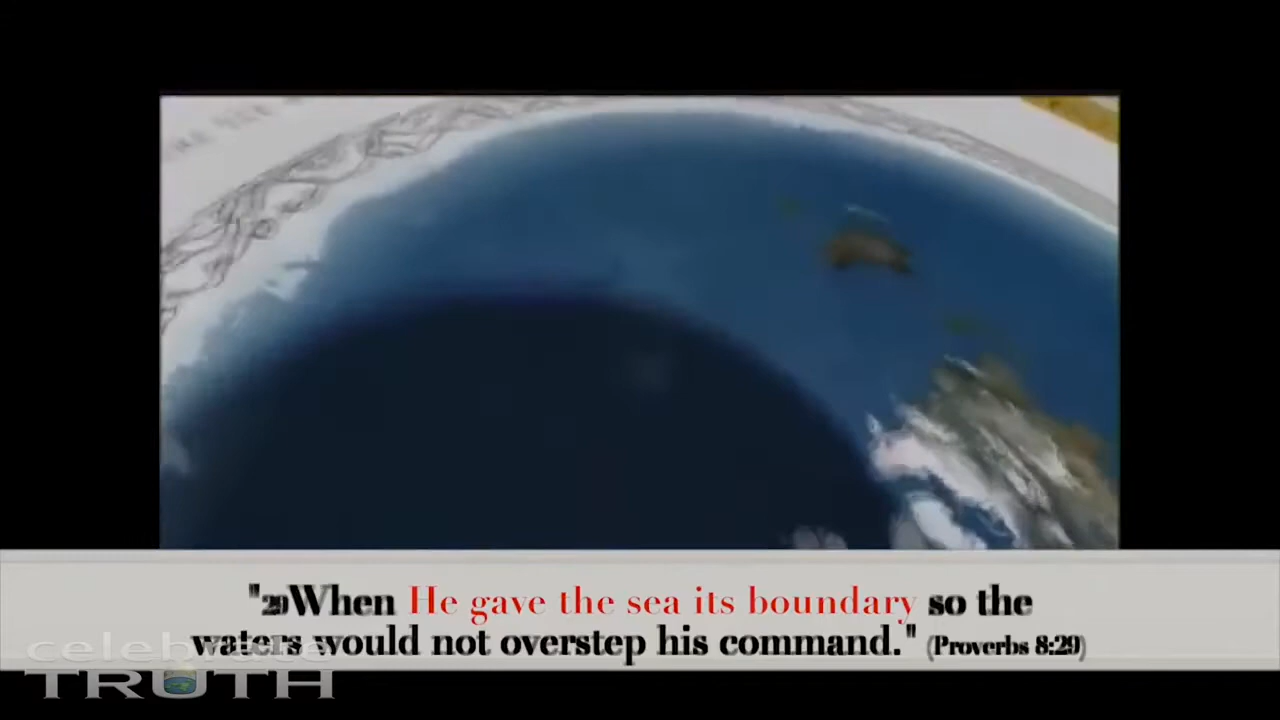 "29When He gave the sea its boundary so the
waters would not overstep his command." (Proverbs 8:29)
celebrate
TRUTH